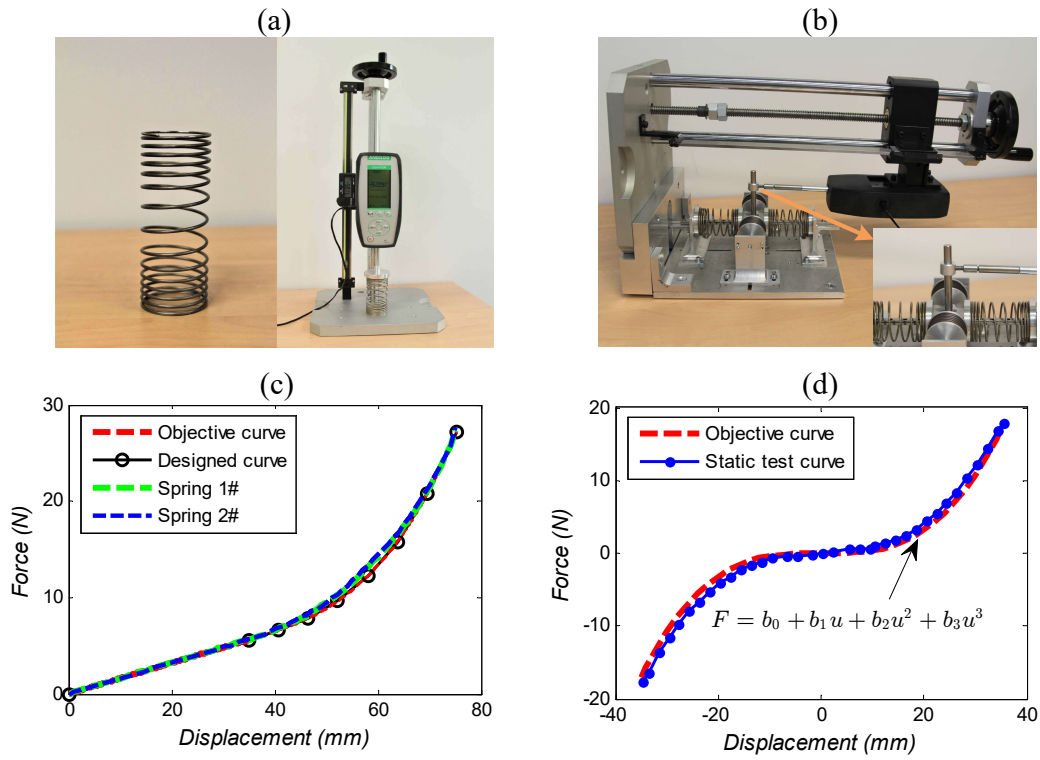 (a)
(b)
(c)
30
20
10
0
0
20
40
60
80
Force (N)
Displacement (mm)
Objective curve
Designed curve
Spring 1#
Spring 2#
(d)
20
10
0
-10
-20
-40
-20
0
20
40
Force (N)
Displacement (mm)
Objective curve
Static test curve
F = b₀ + b₁u + b₂u² + b₃u³